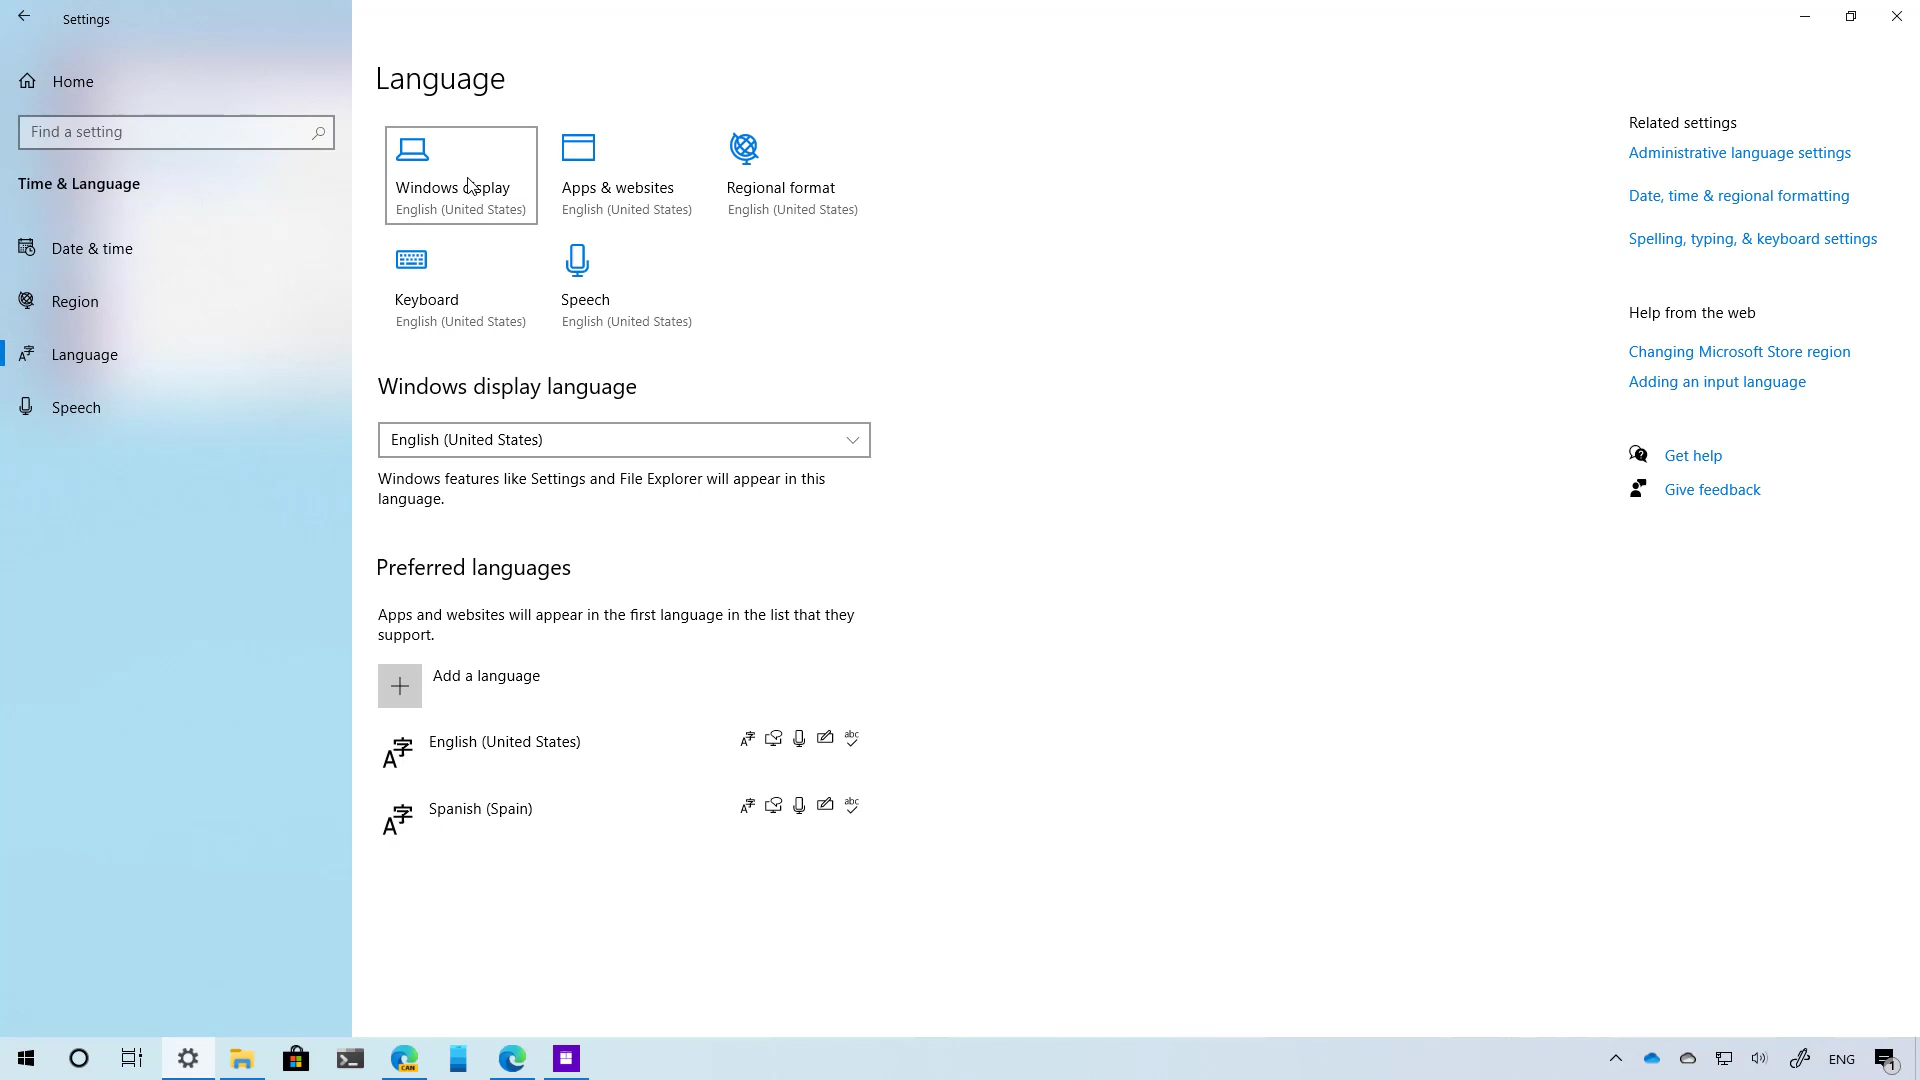 Settings
Home
Find a setting
Time & Language
Date & time
Region
Language
Speech
Language
Windows display
English (United States)
Apps & websites
English (United States)
Regional format
English (United States)
Keyboard
English (United States)
Speech
English (United States)
Windows display language
English (United States)
Windows features like Settings and File Explorer will appear in this
language.
Preferred languages
Apps and websites will appear in the first language in the list that they
support.
Add a language
English (United States)
Spanish (Spain)
Related settings
Administrative language settings
Date, time & regional formatting
Spelling, typing, & keyboard settings
Help from the web
Changing Microsoft Store region
Adding an input language
Get help
Give feedback
CAN
ENG
1